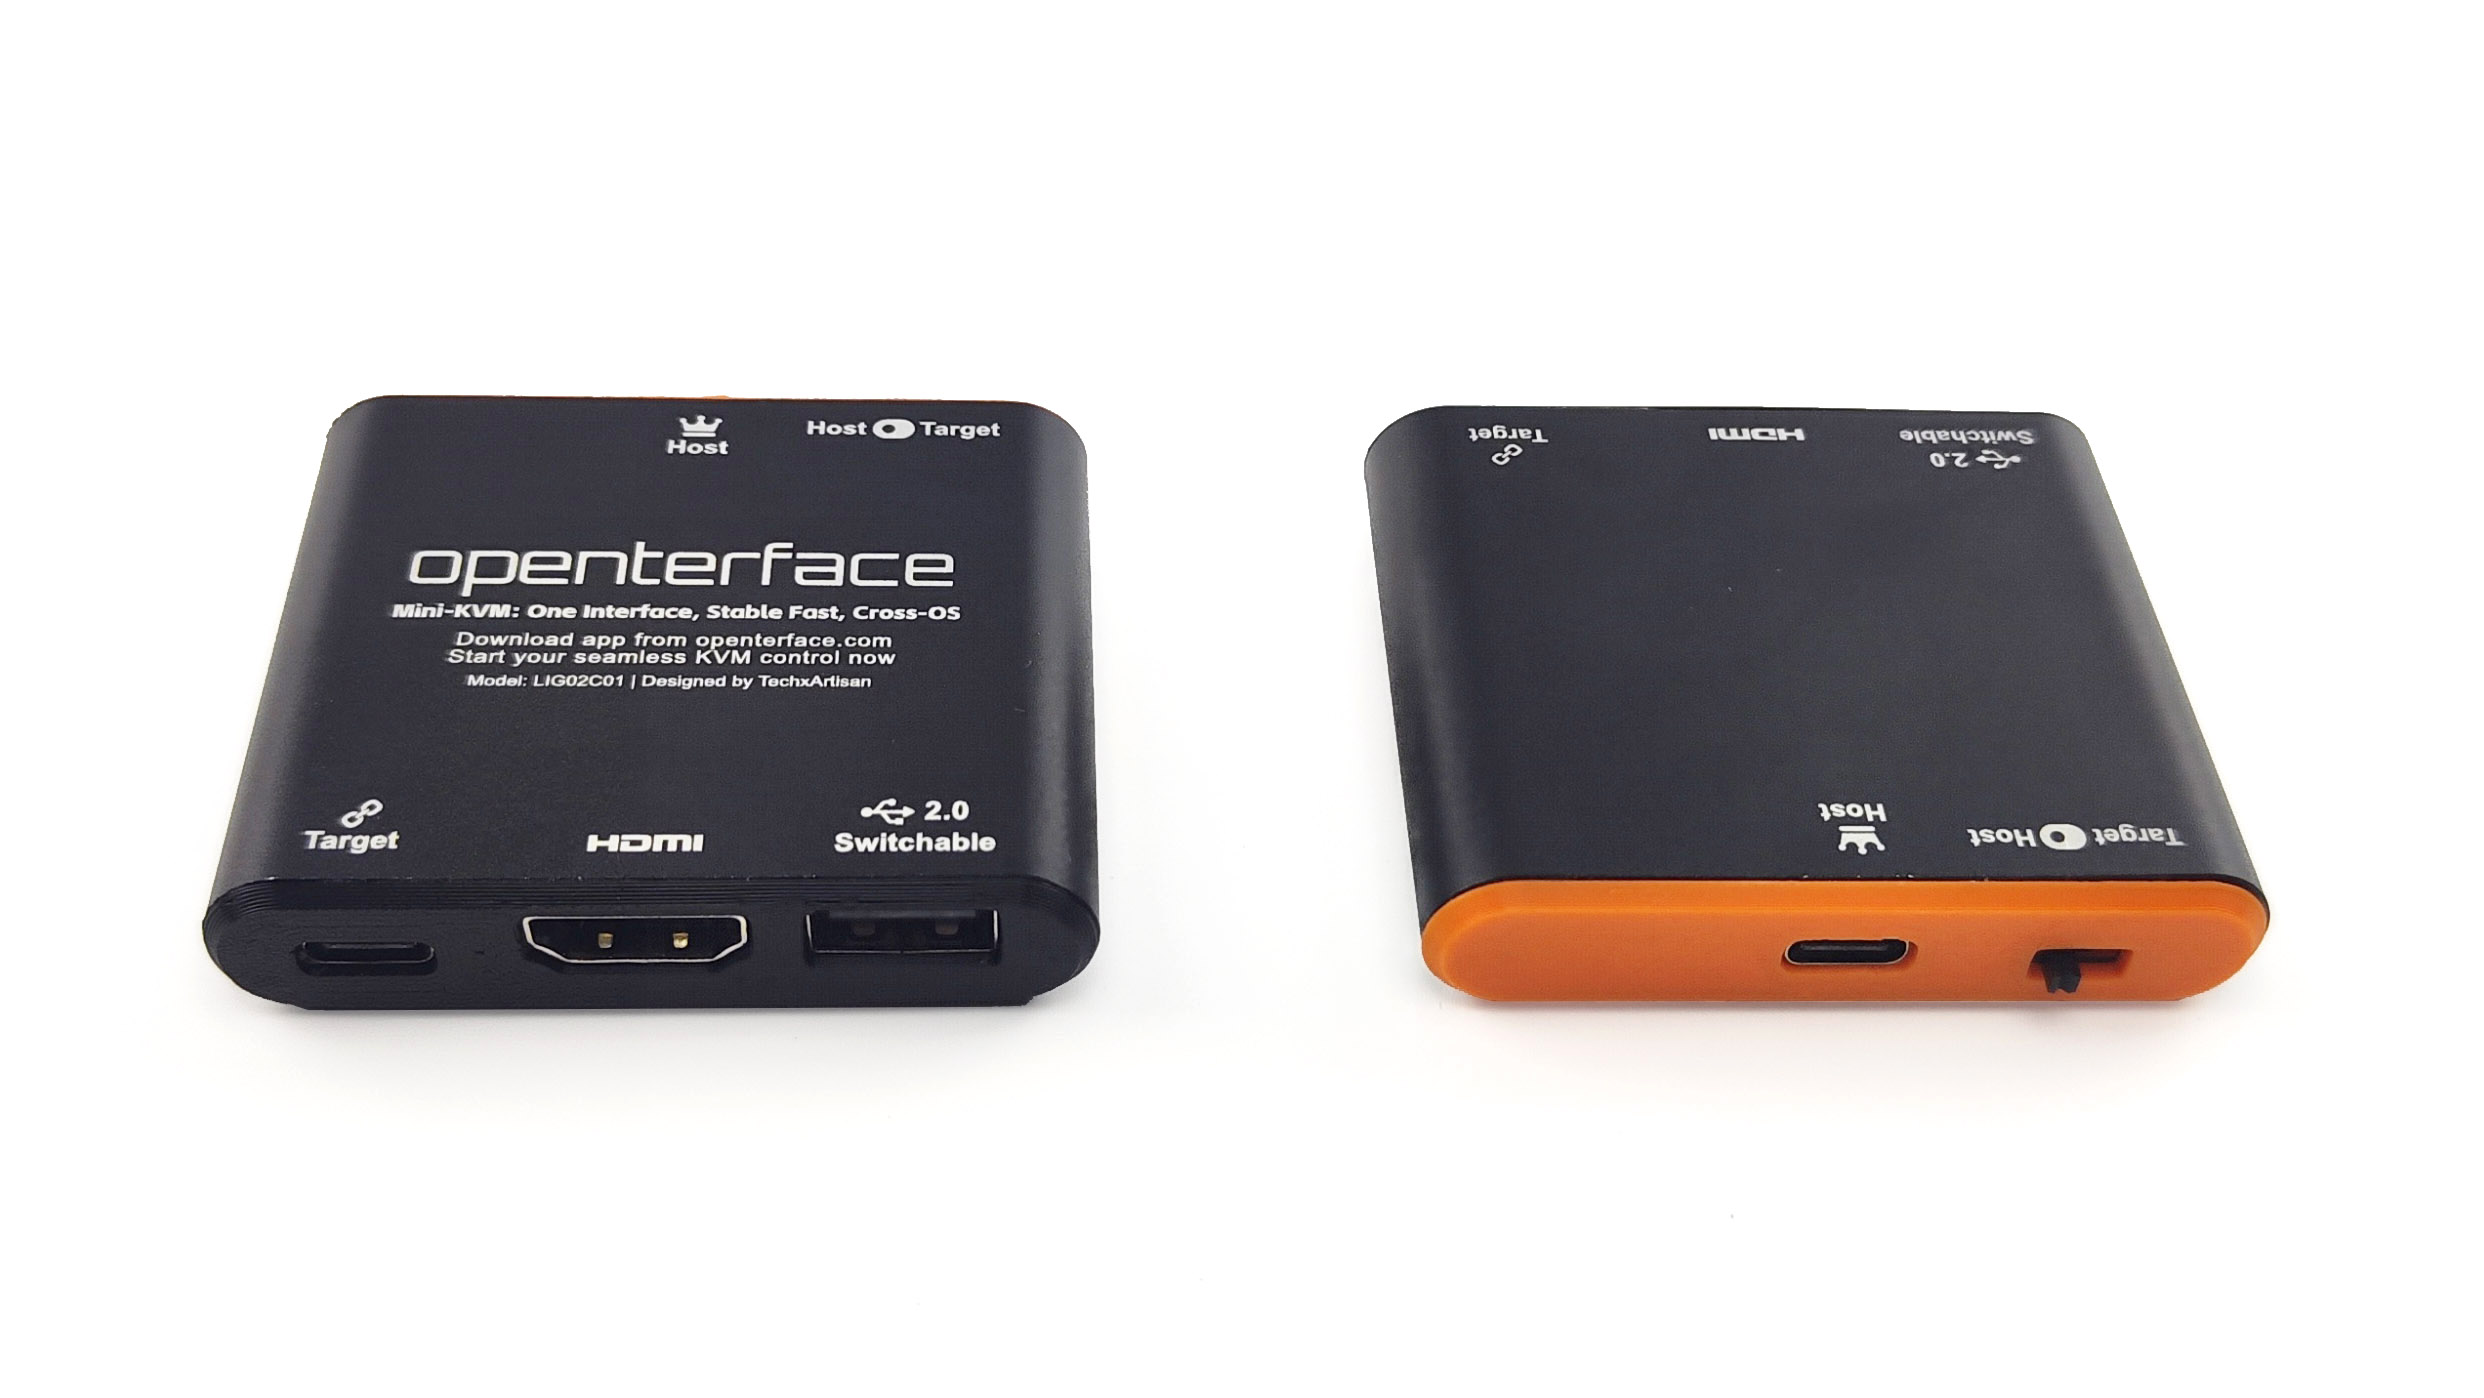 Host
Host Target
openterface
Mini-KVM: One Interface, Stable Fast, Cross-OS
Download app from openterface.com
Start your seamless KVM control now
Model: LIG02C01 | Designed by TechxArtisan
Target
HDMI
2.0
Switchable
Target
HDMI
Switchable
2.0
Host
Host Target